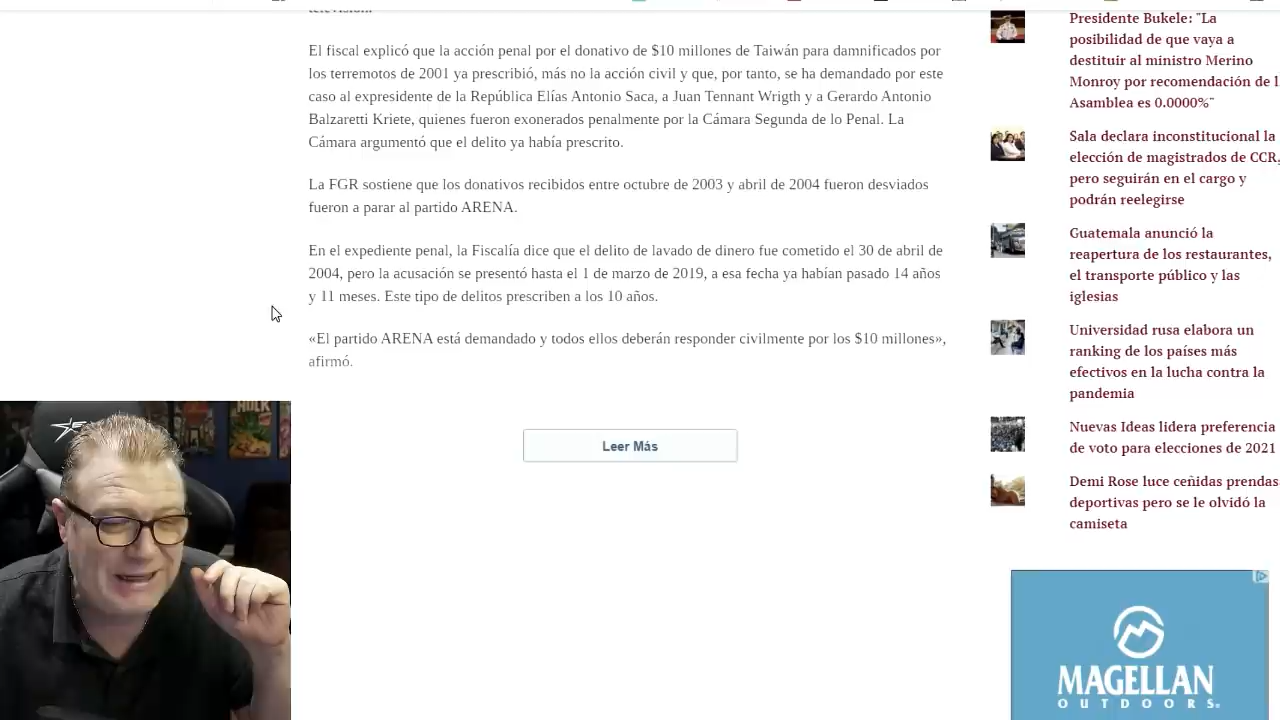 El fiscal explicó que la acción penal por el donativo de $10 millones de Taiwán para damnificados por
los terremotos de 2001 ya prescribió, más no la acción civil y que, por tanto, se ha demandado por este
caso al expresidente de la República Elías Antonio Saca, a Juan Tennant Wrigth y a Gerardo Antonio
Balzaretti Kriete, quienes fueron exonerados penalmente por la Cámara Segunda de lo Penal. La
Cámara argumentó que el delito ya había prescrito.
La FGR sostiene que los donativos recibidos entre octubre de 2003 y abril de 2004 fueron desviados
fueron a parar al partido ARENA.
En el expediente penal, la Fiscalía dice que el delito de lavado de dinero fue cometido el 30 de abril de
2004, pero la acusación se presentó hasta el 1 de marzo de 2019, a esa fecha ya habían pasado 14 años
y 11 meses. Este tipo de delitos prescriben a los 10 años.
«El partido ARENA está demandado y todos ellos deberán responder civilmente por los $10 millones»,
afirmó.
Leer Más
Presidente Bukele: "La
posibilidad de que vaya a
destituir al ministro Merino
Monroy por recomendación de l
Asamblea es 0.0000%"
Sala declara inconstitucional la
elección de magistrados de CCR,
pero seguirán en el cargo y
podrán reelegirse
Guatemala anunció la
reapertura de los restaurantes,
el transporte público y las
iglesias
Universidad rusa elabora un
ranking de los países más
efectivos en la lucha contra la
pandemia
Nuevas Ideas lidera preferencia
de voto para elecciones de 2021
Demi Rose luce ceñidas prendas
deportivas pero se le olvidó la
camiseta
MAGELLAN
OUTDOORS
HULK